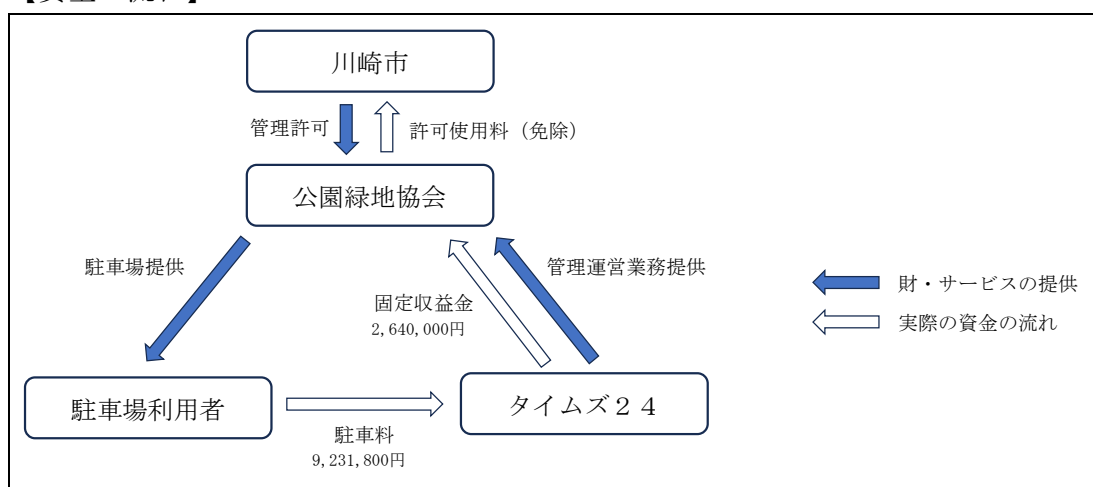 川崎市
管理許可
許可使用料（免除）
公園緑地協会
駐車場提供
管理運営業務提供
固定収益金
2,640,000円
財・サービスの提供
実際の資金の流れ
駐車場利用者
タイムズ２４
駐車料
9,231,800円